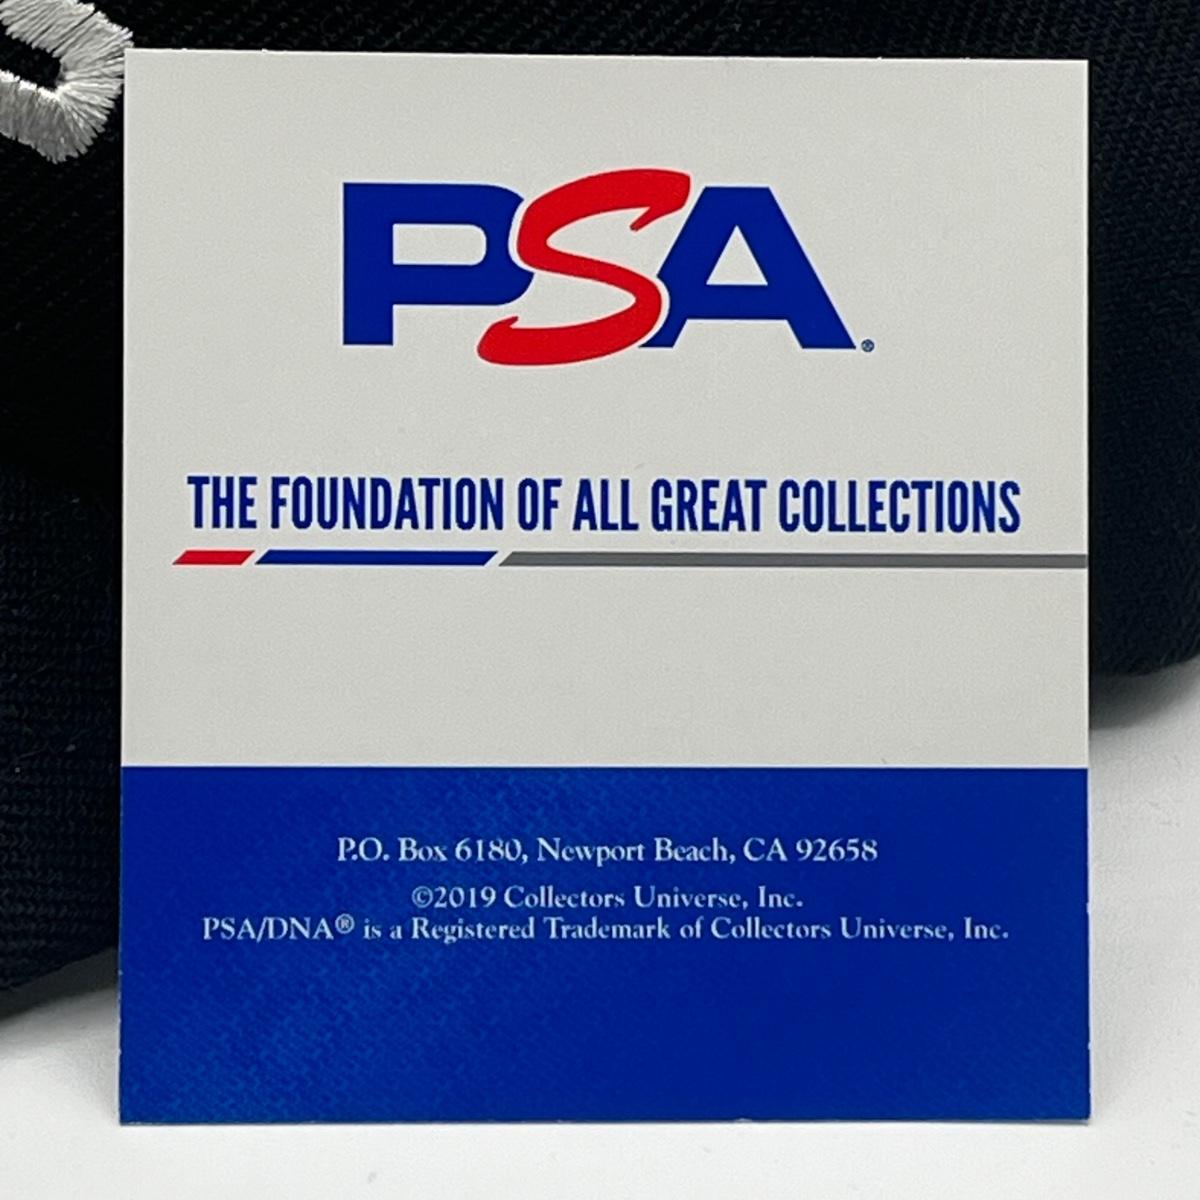 PSA®
THE FOUNDATION OF ALL GREAT COLLECTIONS
P.O. Box 6180, Newport Beach, CA 92658
©2019 Collectors Universe, Inc.
PSA/DNA® is a Registered Trademark of Collectors Universe, Inc.